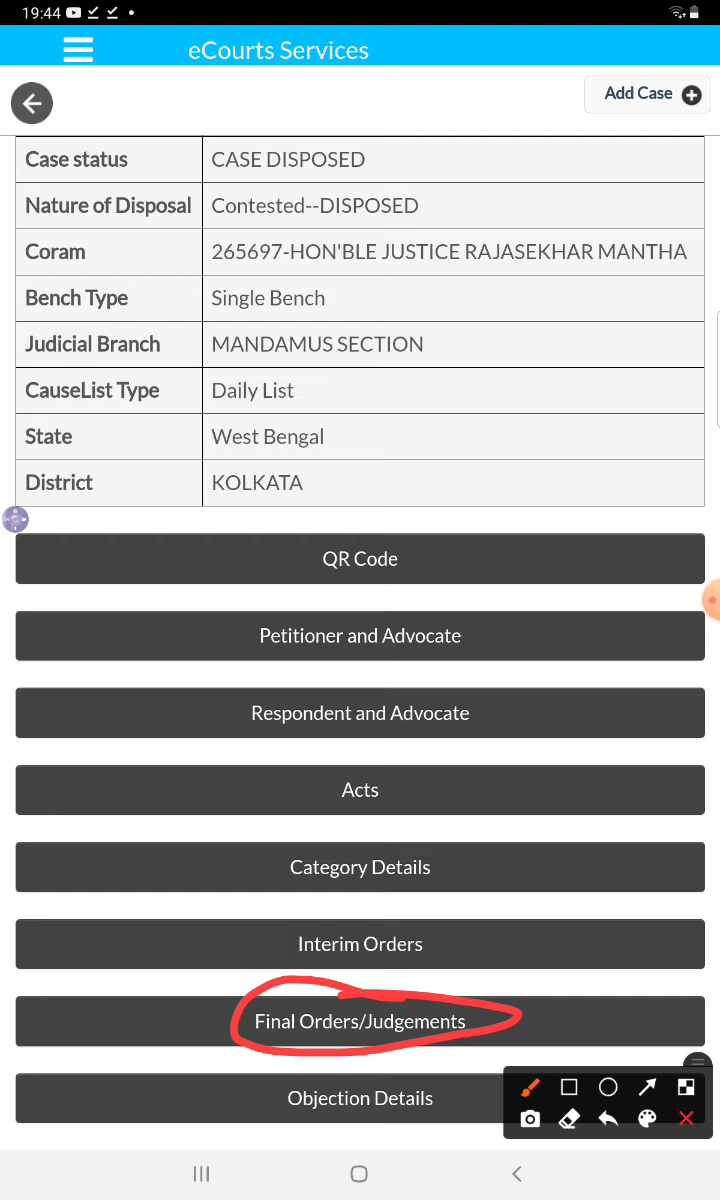 19:44
eCourts Services
Add Case
Case status CASE DISPOSED
Nature of Disposal Contested--DISPOSED
Coram 265697-HON'BLE JUSTICE RAJASEKHAR MANTHA
Bench Type Single Bench
Judicial Branch MANDAMUS SECTION
CauseList Type Daily List
State West Bengal
District KOLKATA
QR Code
Petitioner and Advocate
Respondent and Advocate
Acts
Category Details
Interim Orders
Final Orders/Judgements
Objection Details